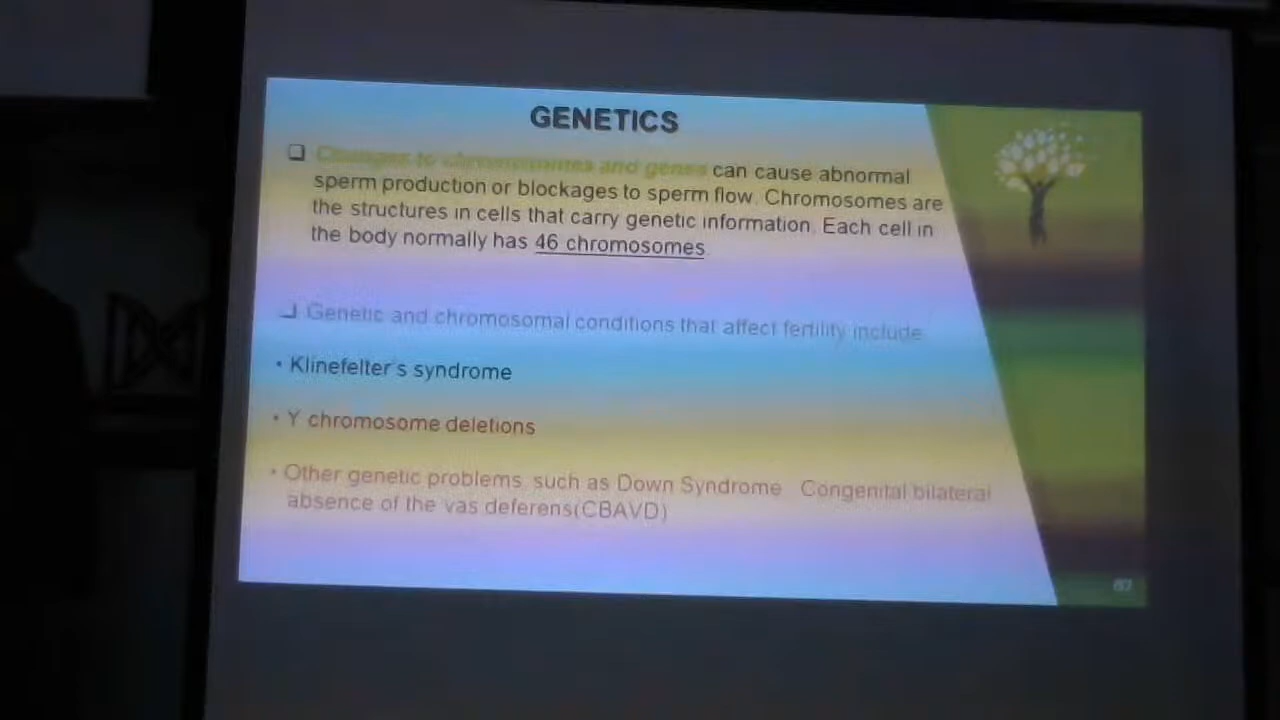 GENETICS
❑ Changes to chromosomes and genes can cause abnormal
sperm production or blockages to sperm flow. Chromosomes are
the structures in cells that carry genetic information. Each cell in
the body normally has 46 chromosomes.
❑ Genetic and chromosomal conditions that affect fertility include
• Klinefelter's syndrome
• Y chromosome deletions
• Other genetic problems, such as Down Syndrome Congenital bilateral
absence of the vas deferens(CBAVD)
67